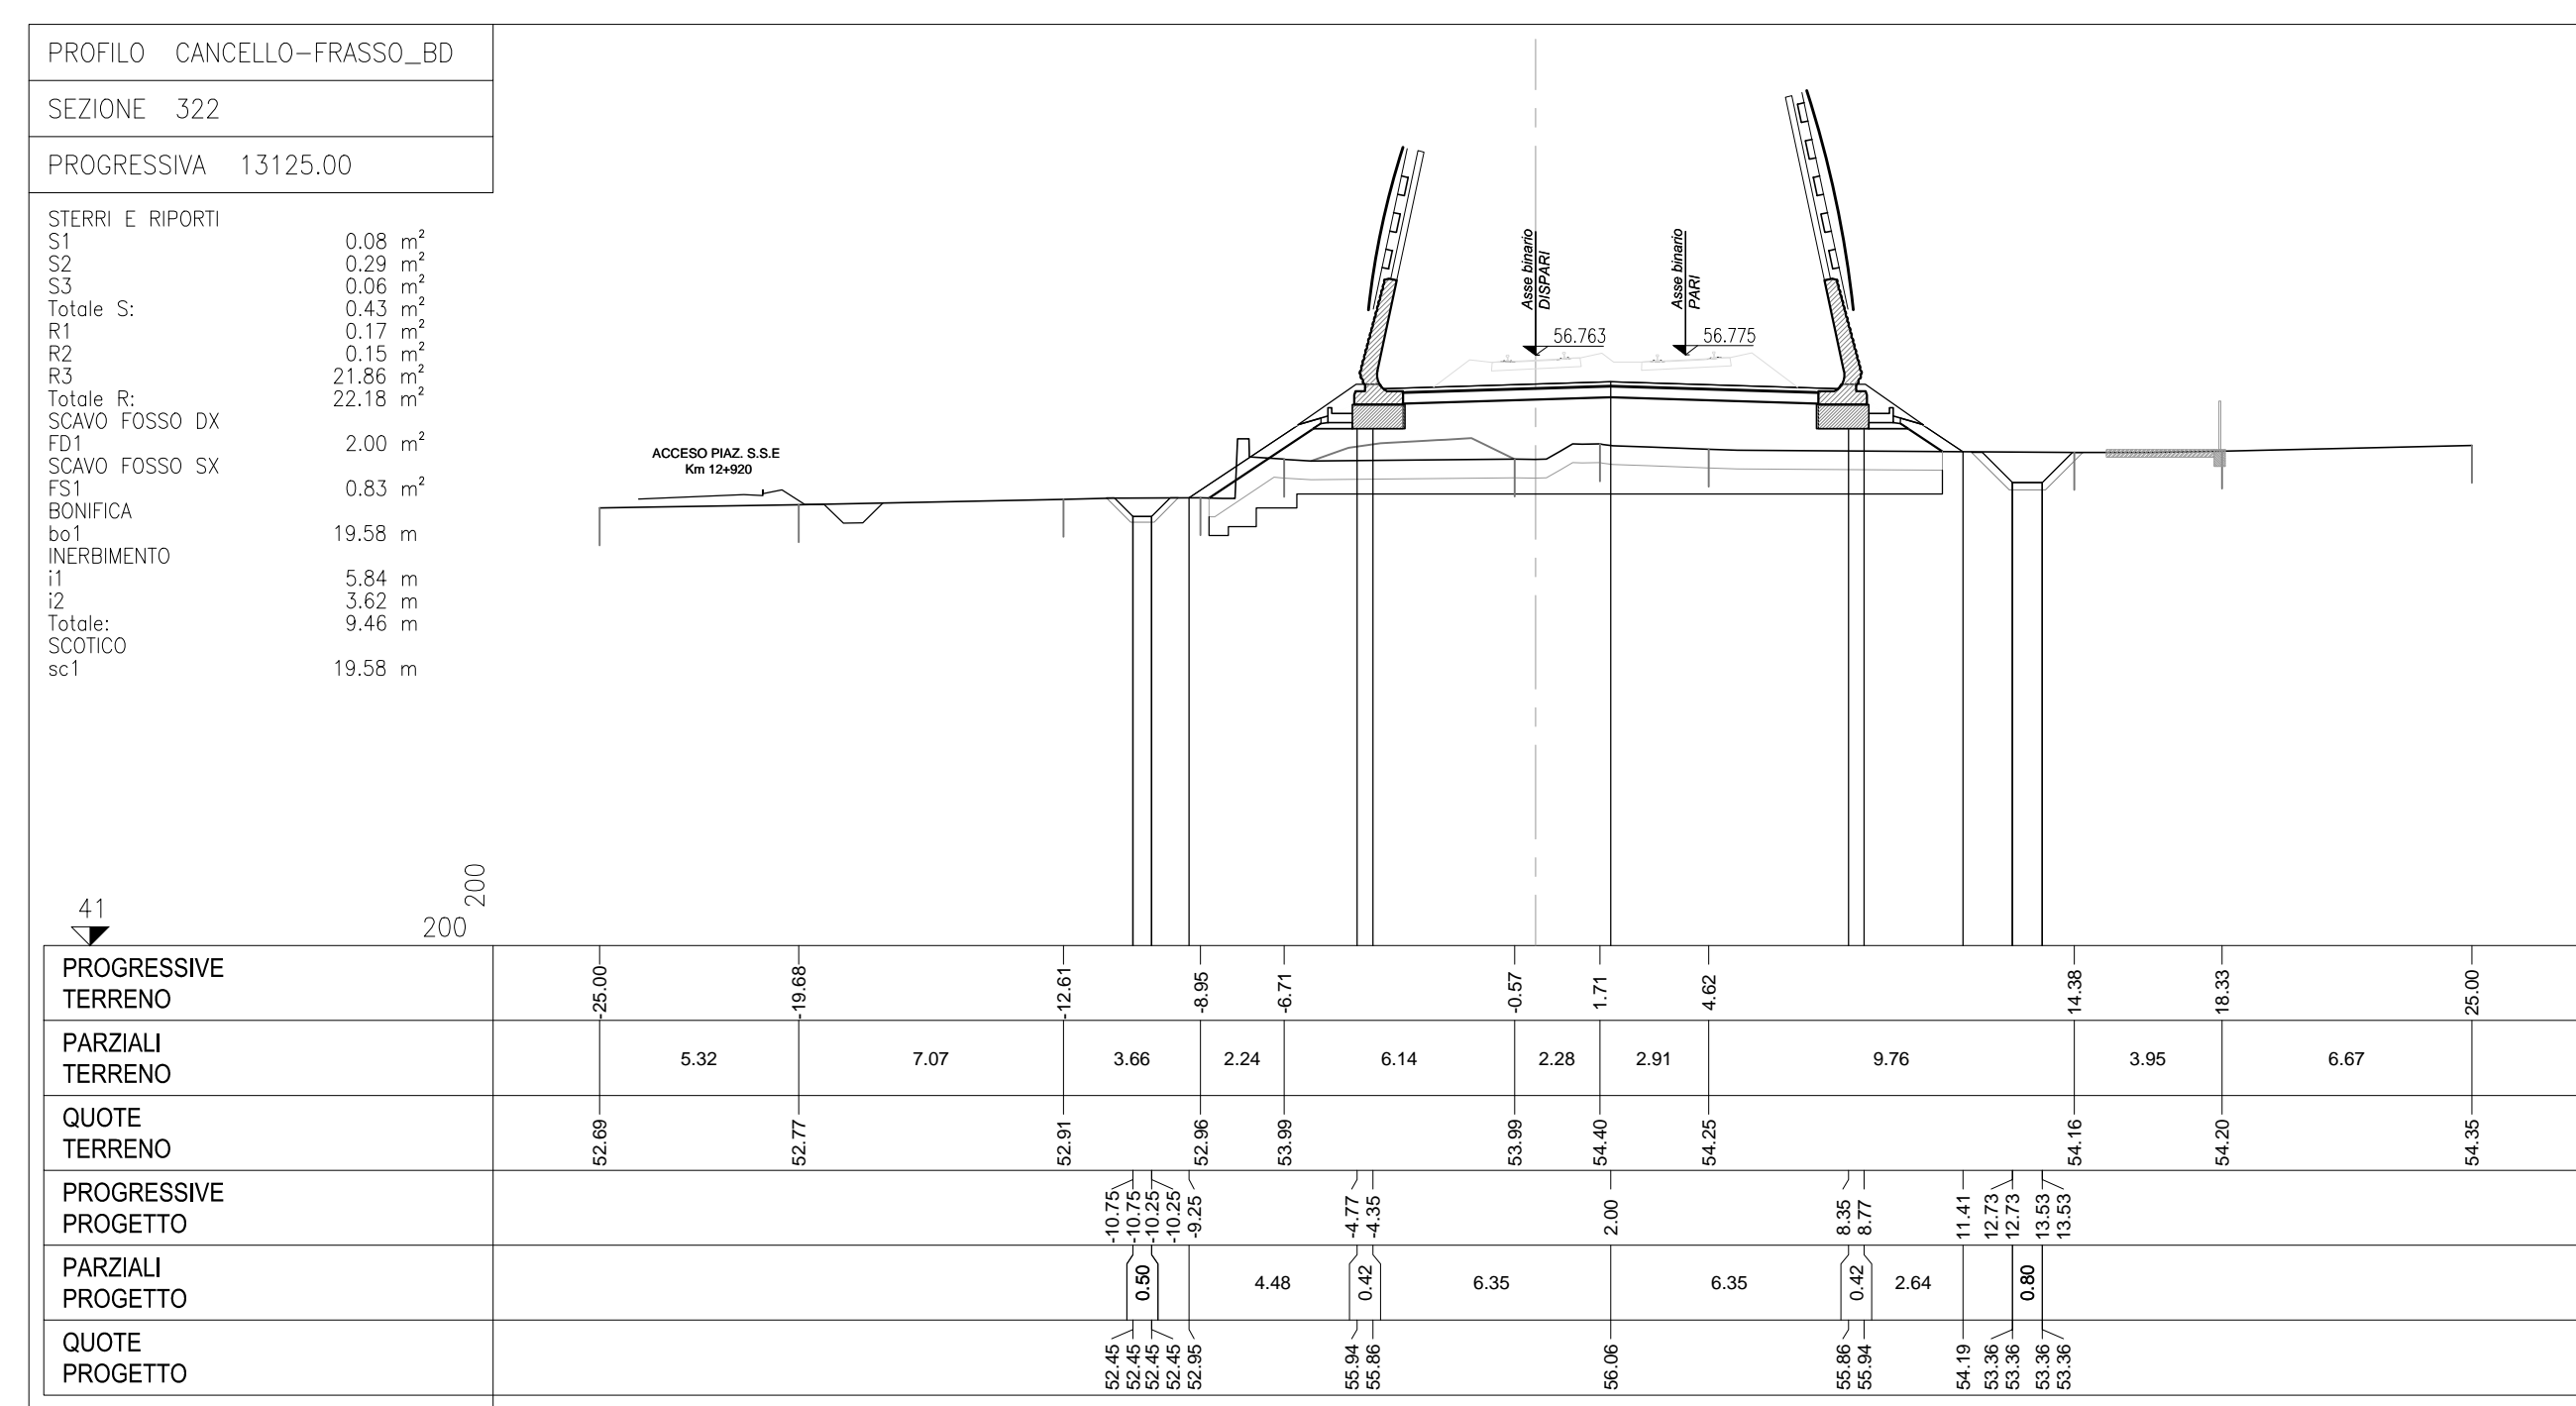 PROFILO CANCELLO-FRASSO_BD
SEZIONE 322
PROGRESSIVA 13125.00
STERRI E RIPORTI
S1 0.08 m²
S2 0.29 m²
S3 0.06 m²
Totale S: 0.43 m²
R1 0.17 m²
R2 0.15 m²
R3 21.86 m²
Totale R: 22.18 m²
SCAVO FOSSO DX
FD1 2.00 m²
SCAVO FOSSO SX
FS1 0.83 m²
BONIFICA
bo1 19.58 m
INERBIMENTO
i1 5.84 m
i2 3.62 m
Totale: 9.46 m
SCOTICO
sc1 19.58 m
ACCESO PIAZ. S.S.E
Km 12+920
Asse binario
DISPARI
56.763
Asse binario
PARI
56.775
41
200
200
PROGRESSIVE
TERRENO
-25.00 -19.68 -12.61 -8.95 -6.71 -0.57 1.71 4.62 14.38 18.33 25.00
PARZIALI
TERRENO
5.32 7.07 3.66 2.24 6.14 2.28 2.91 9.76 3.95 6.67
QUOTE
TERRENO
52.69 52.77 52.91 52.96 53.99 53.99 54.40 54.25 54.16 54.20 54.35
PROGRESSIVE
PROGETTO
-10.75 -10.75 -10.25 -10.25 -9.25 -4.77 -4.35 2.00 8.35 8.77 11.41 12.73 12.73 13.53 13.53
PARZIALI
PROGETTO
0.50 4.48 0.42 6.35 6.35 0.42 2.64 0.80
QUOTE
PROGETTO
52.45 52.45 52.45 52.45 52.95 55.94 55.86 56.06 55.86 55.94 54.19 53.36 53.36 53.36 53.36